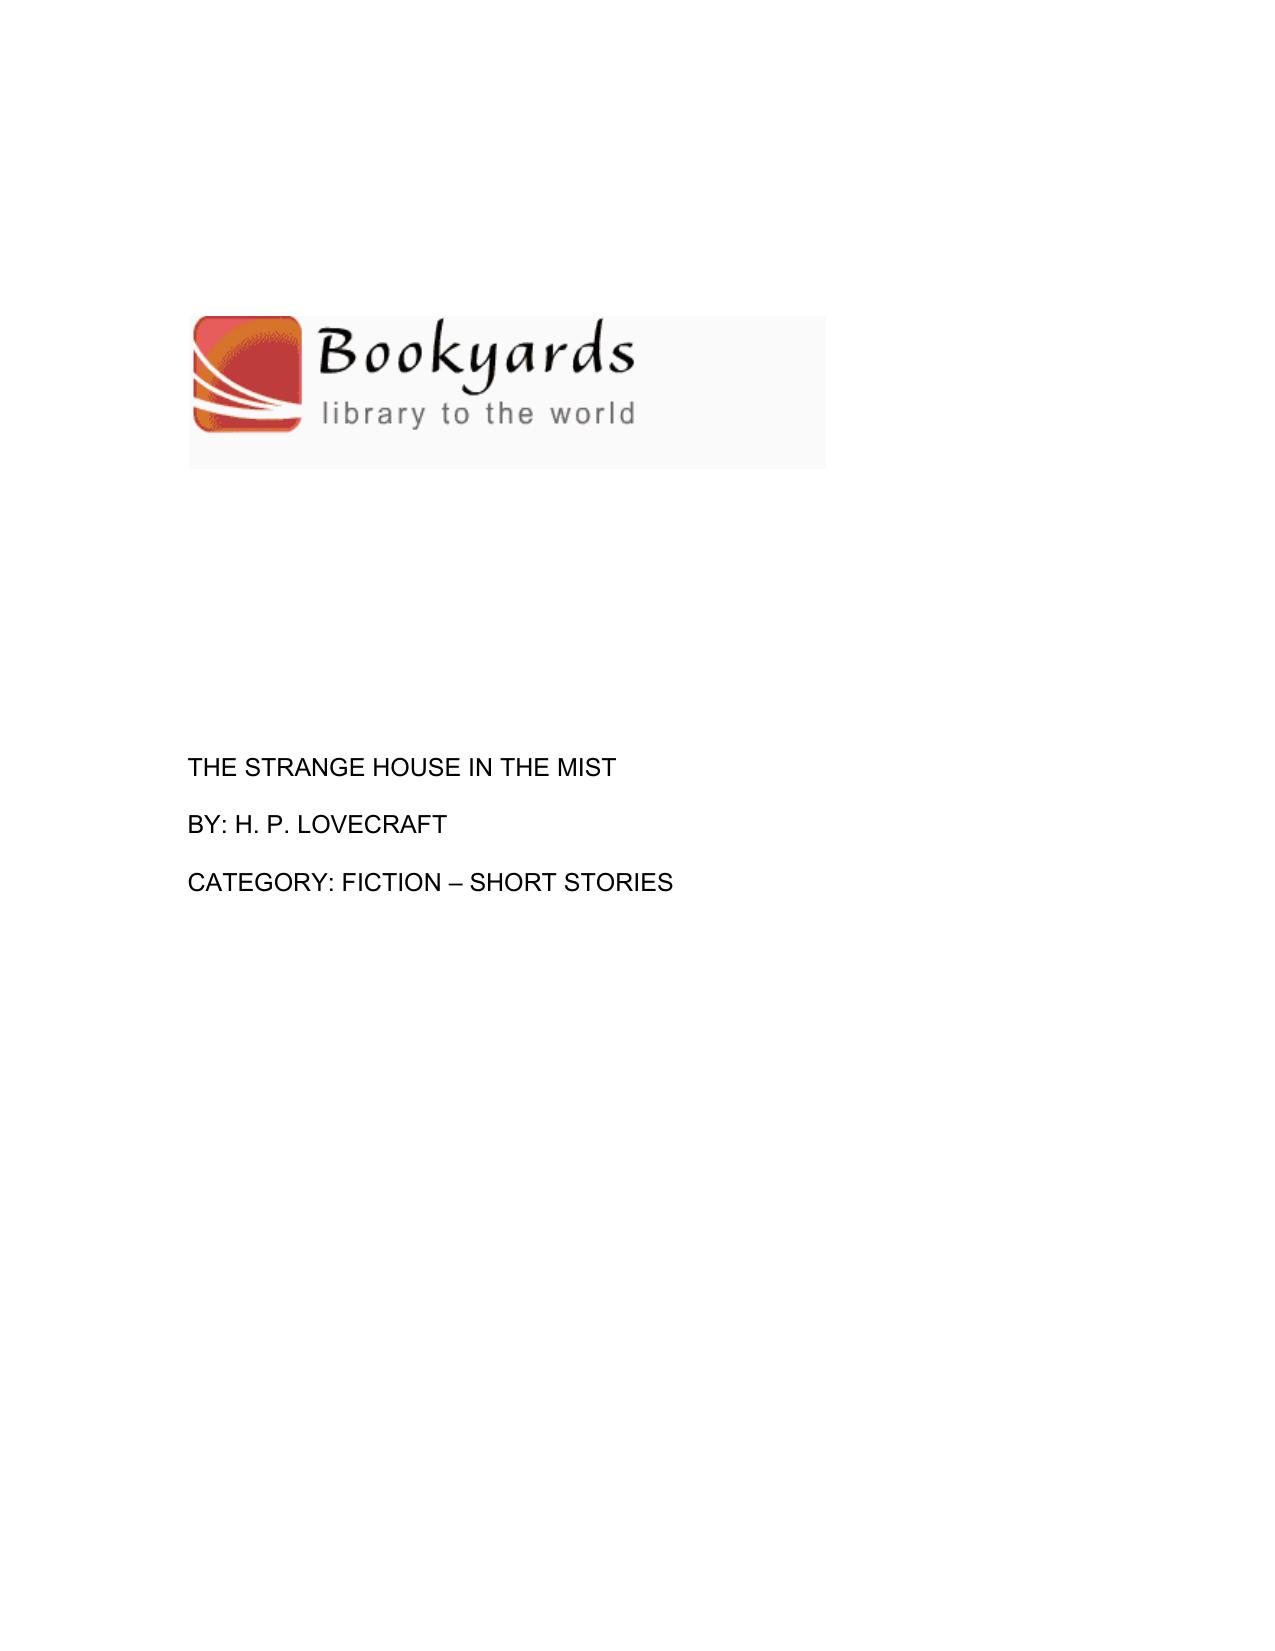 Bookyards
library to the world
THE STRANGE HOUSE IN THE MIST
BY: H. P. LOVECRAFT
CATEGORY: FICTION – SHORT STORIES